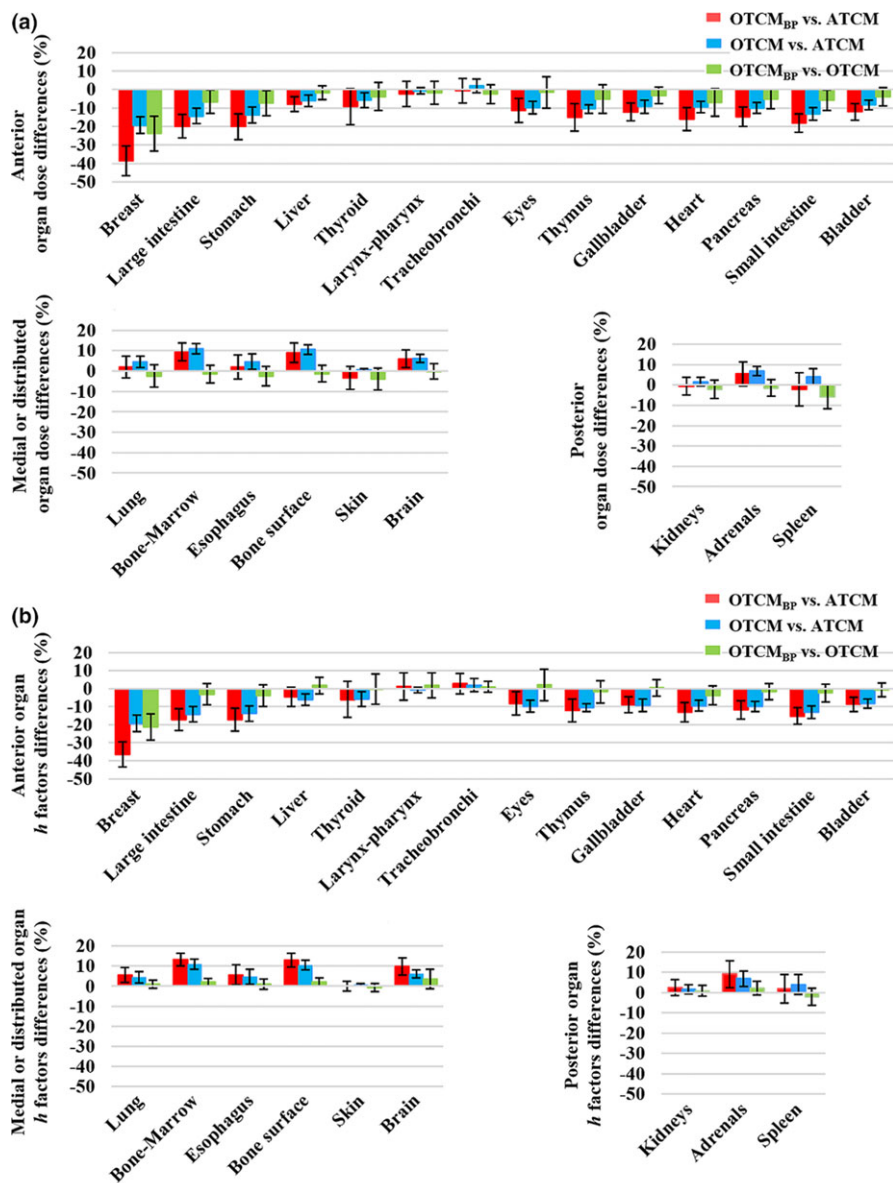 (a)
OTCMBP vs. ATCM
OTCM vs. ATCM
OTCMBP vs. OTCM
Anterior
organ dose differences (%)
20
10
0
-10
-20
-30
-40
-50
Breast
Large intestine
Stomach
Liver
Thyroid
Larynx-pharynx
Tracheobronchi
Eyes
Thymus
Gallbladder
Heart
Pancreas
Small intestine
Bladder
Medial or distributed
organ dose differences (%)
20
10
0
-10
-20
-30
-40
-50
Lung
Bone-Marrow
Esophagus
Bone surface
Skin
Brain
Posterior
organ dose differences (%)
20
10
0
-10
-20
-30
-40
-50
Kidneys
Adrenals
Spleen
(b)
OTCMBP vs. ATCM
OTCM vs. ATCM
OTCMBP vs. OTCM
Anterior organ
h factors differences (%)
20
10
0
-10
-20
-30
-40
-50
Breast
Large intestine
Stomach
Liver
Thyroid
Larynx-pharynx
Tracheobronchi
Eyes
Thymus
Gallbladder
Heart
Pancreas
Small intestine
Bladder
Medial or distributed organ
h factors differences (%)
20
10
0
-10
-20
-30
-40
-50
Lung
Bone-Marrow
Esophagus
Bone surface
Skin
Brain
Posterior organ
h factors differences (%)
20
10
0
-10
-20
-30
-40
-50
Kidneys
Adrenals
Spleen